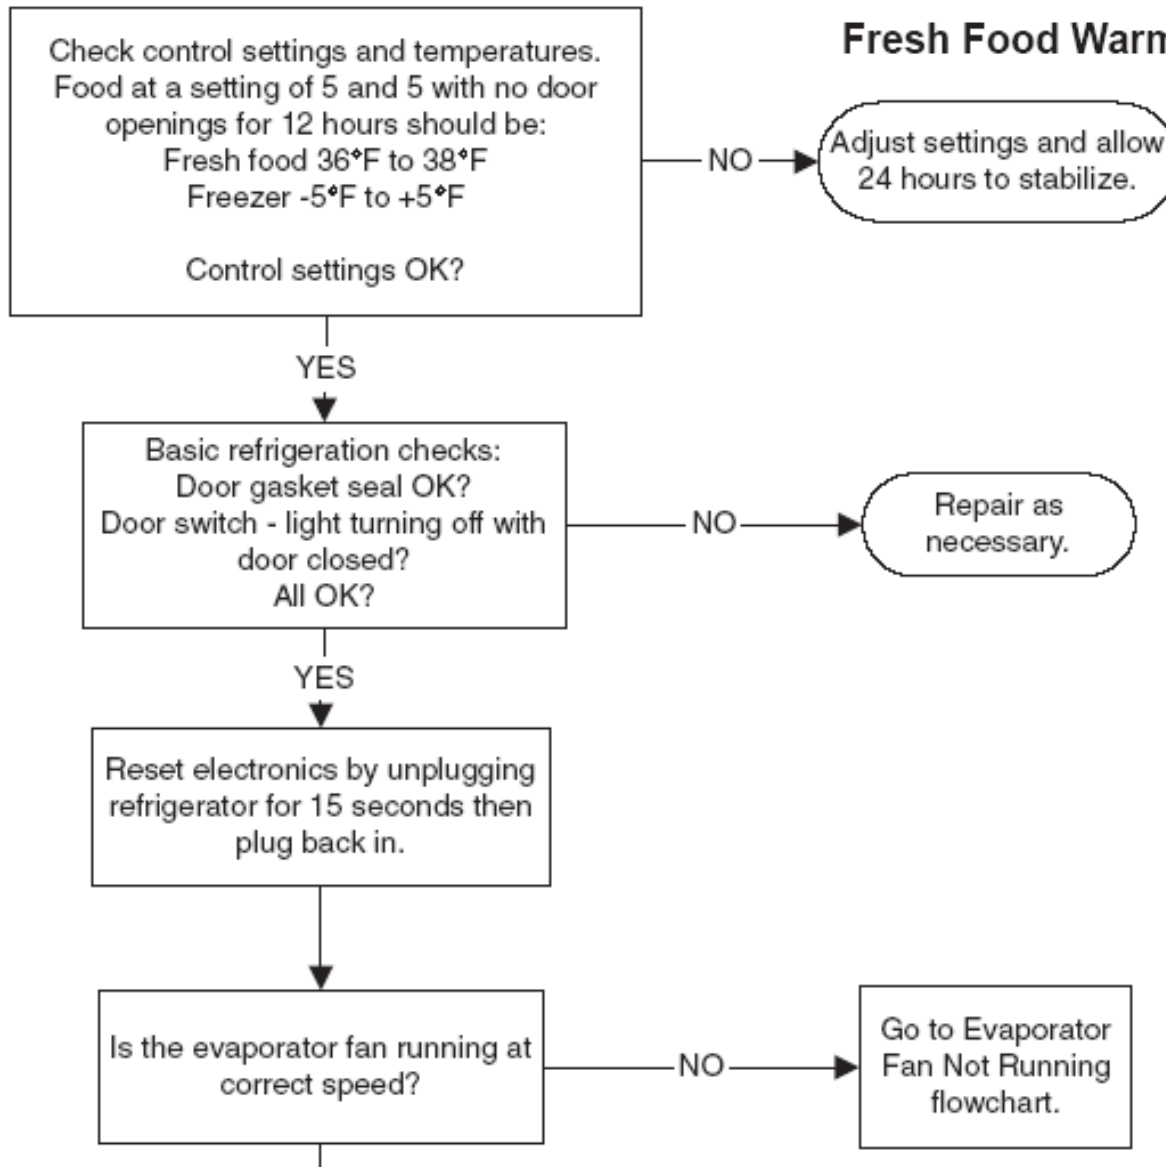 Fresh Food Warm
Check control settings and temperatures.
Food at a setting of 5 and 5 with no door
openings for 12 hours should be:
Fresh food 36°F to 38°F
Freezer -5°F to +5°F
Control settings OK?
NO
Adjust settings and allow
24 hours to stabilize.
YES
Basic refrigeration checks:
Door gasket seal OK?
Door switch - light turning off with
door closed?
All OK?
NO
Repair as
necessary.
YES
Reset electronics by unplugging
refrigerator for 15 seconds then
plug back in.
Is the evaporator fan running at
correct speed?
NO
Go to Evaporator
Fan Not Running
flowchart.